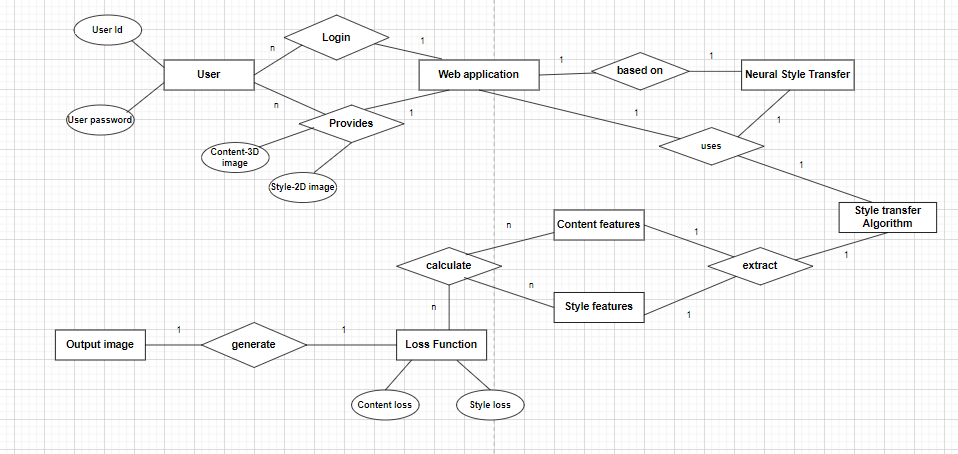 User Id
Login
n
1
User
Web application
1
based on
1
Neural Style Transfer
n
1
1
1
User password
Provides
uses
Content-3D
image
Style-2D image
1
Style transfer
Algorithm
n
Content features
1
1
calculate
extract
n
n
Style features
1
Output image
1
generate
1
Loss Function
Content loss
Style loss